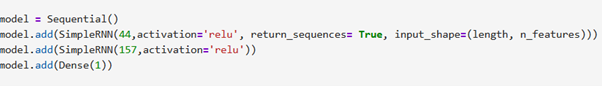 model = Sequential()
model.add(SimpleRNN(44,activation='relu', return_sequences= True, input_shape=(length, n_features)))
model.add(SimpleRNN(157,activation='relu'))
model.add(Dense(1))